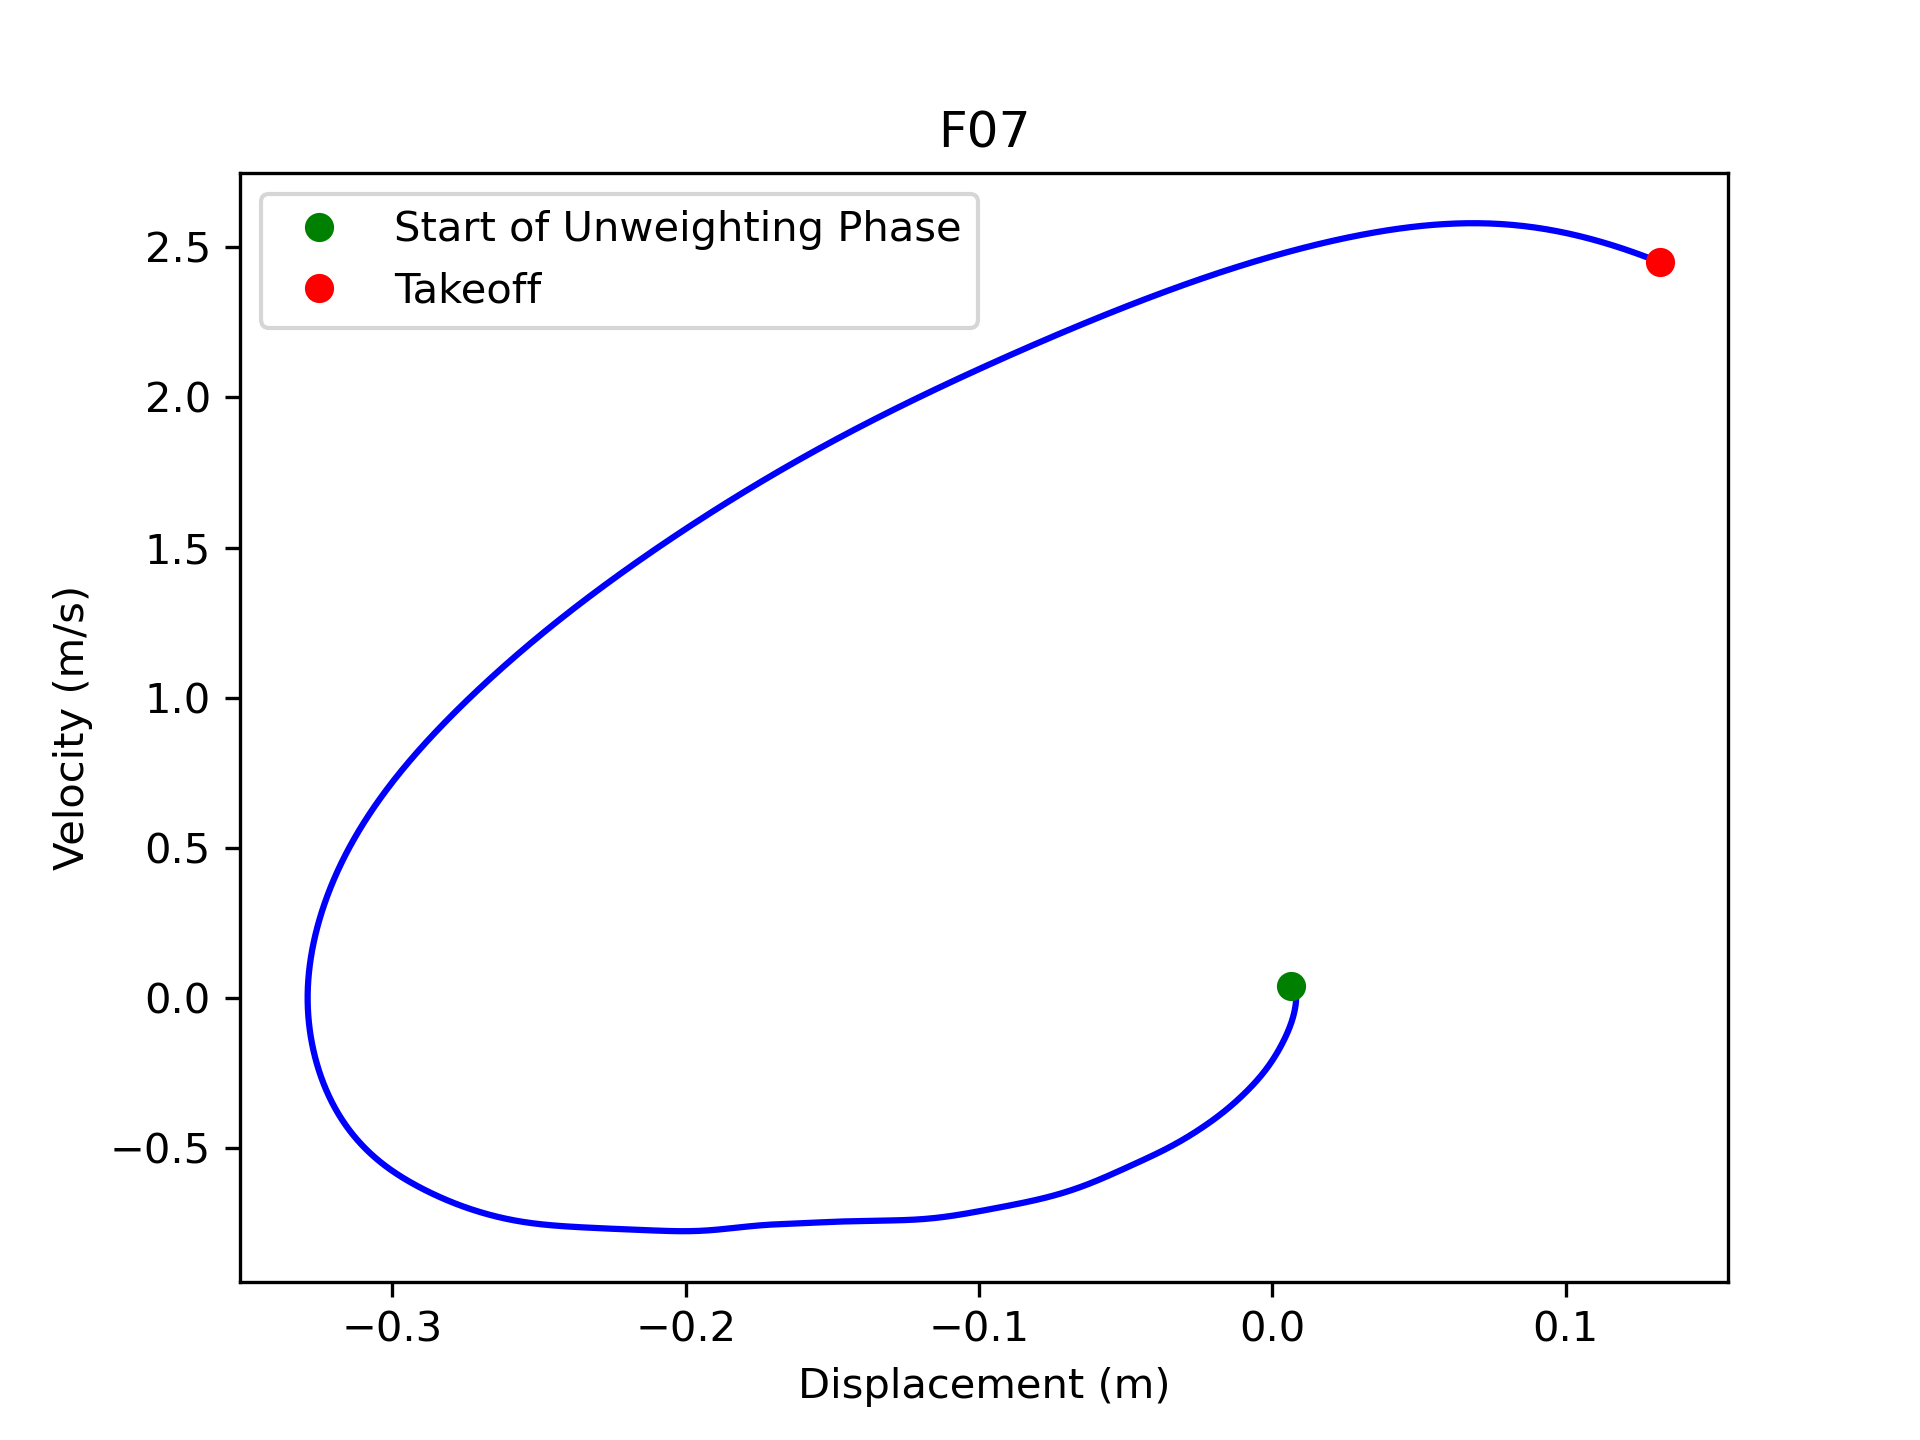 F07
Start of Unweighting Phase
Takeoff
2.5
2.0
1.5
1.0
0.5
0.0
−0.5
Velocity (m/s)
−0.3 −0.2 −0.1 0.0 0.1
Displacement (m)